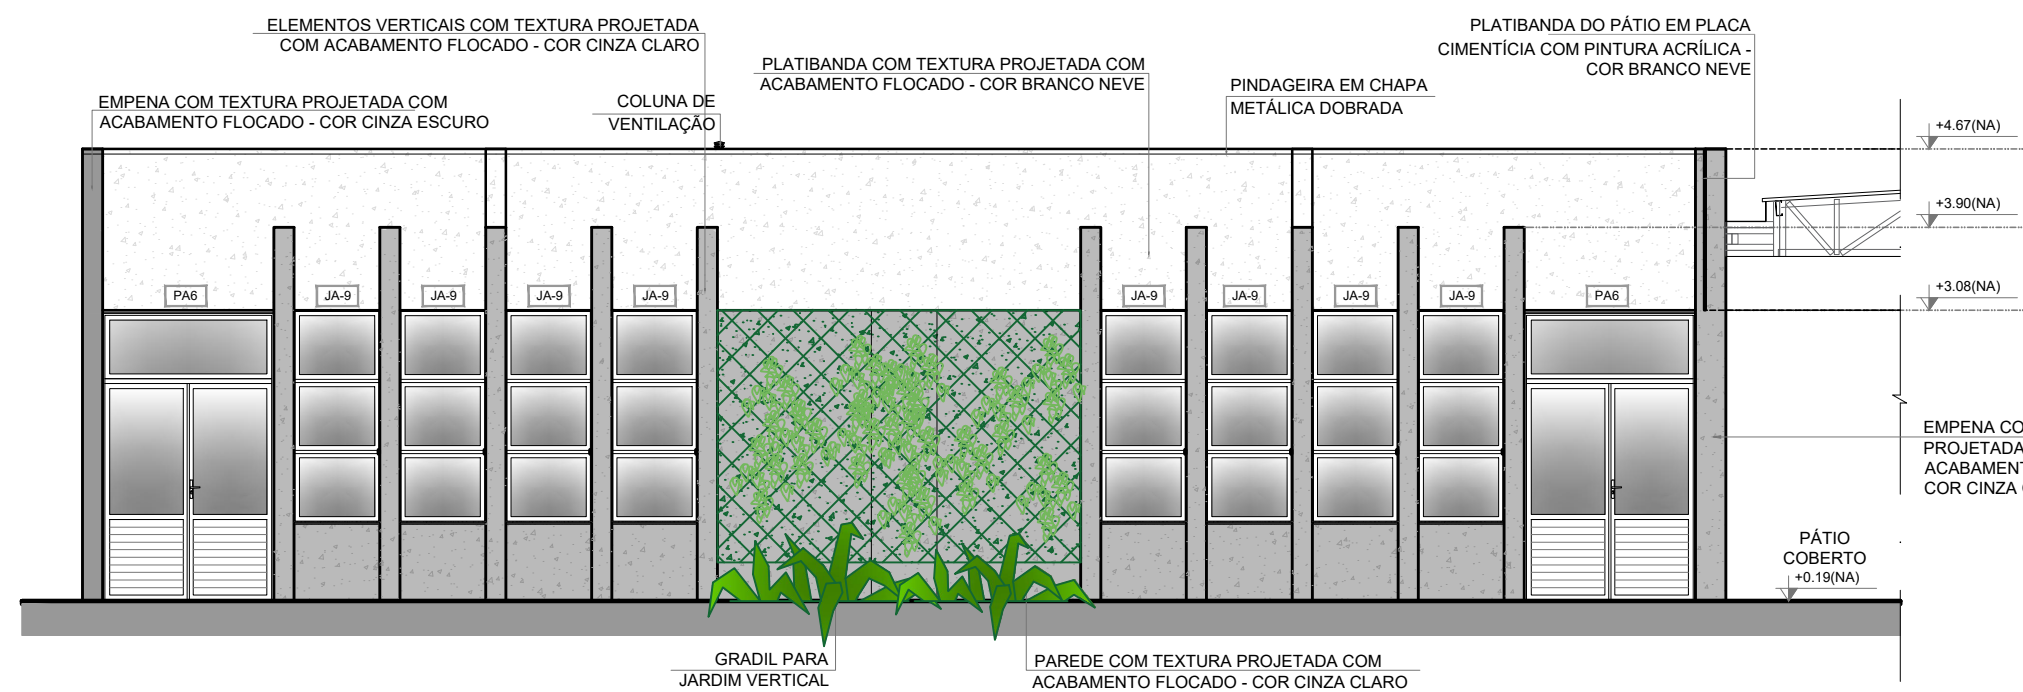 ELEMENTOS VERTICAIS COM TEXTURA PROJETADA
COM ACABAMENTO FLOCADO - COR CINZA CLARO
PLATIBANDA DO PÁTIO EM PLACA
CIMENTÍCIA COM PINTURA ACRÍLICA -
COR BRANCO NEVE
PLATIBANDA COM TEXTURA PROJETADA COM
ACABAMENTO FLOCADO - COR BRANCO NEVE
PINDAGEIRA EM CHAPA
METÁLICA DOBRADA
EMPENA COM TEXTURA PROJETADA COM
ACABAMENTO FLOCADO - COR CINZA ESCURO
COLUNA DE
VENTILAÇÃO
+4.67(NA)
+3.90(NA)
+3.08(NA)
PA6
JA-9
JA-9
JA-9
JA-9
JA-9
JA-9
JA-9
JA-9
PA6
EMPENA CO
PROJETADA
ACABAMENT
COR CINZA
PÁTIO
COBERTO
+0.19(NA)
GRADIL PARA
JARDIM VERTICAL
PAREDE COM TEXTURA PROJETADA COM
ACABAMENTO FLOCADO - COR CINZA CLARO